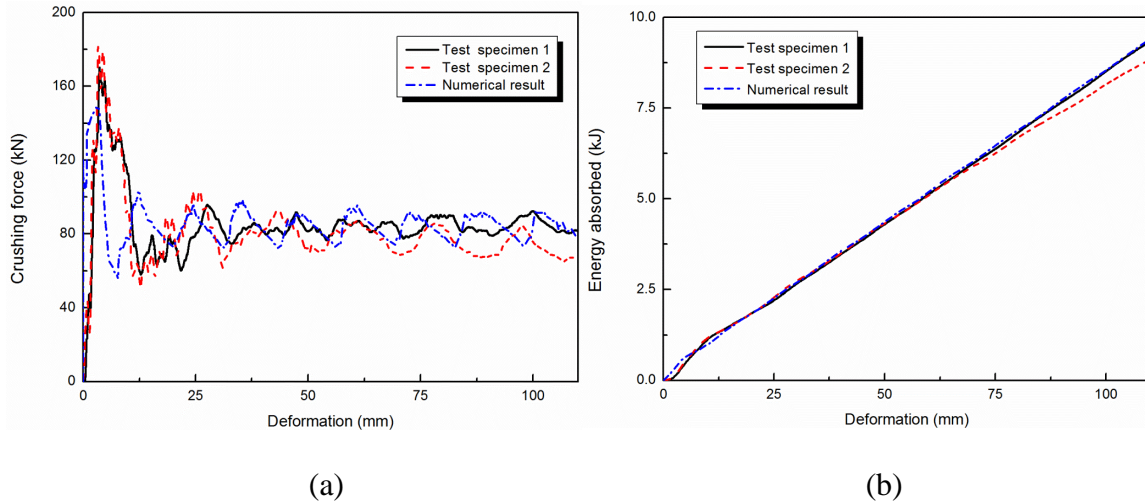 200
160
120
80
40
0
Crushing force (kN)
Test specimen 1
Test specimen 2
Numerical result
0
25
50
75
100
Deformation (mm)
(a)
10.0
7.5
5.0
2.5
0.0
Energy absorbed (kJ)
Test specimen 1
Test specimen 2
Numerical result
0
25
50
75
100
Deformation (mm)
(b)